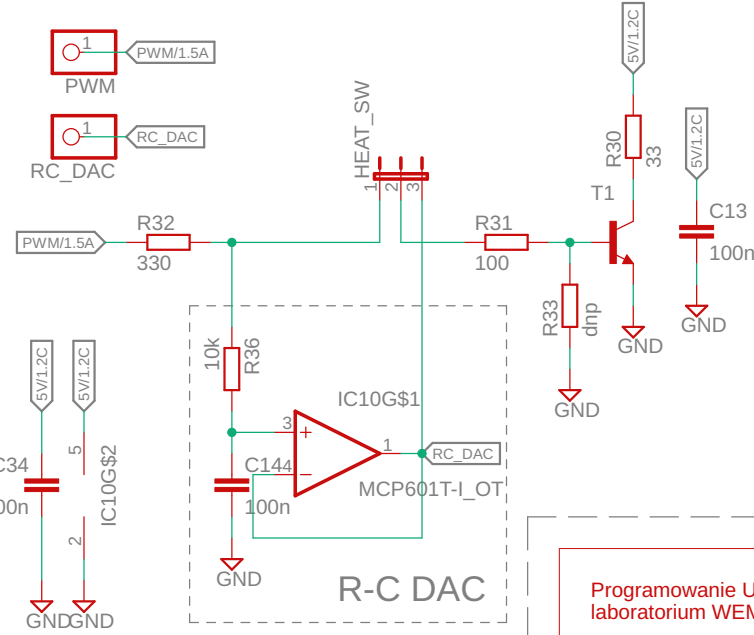 1
PWM/1.5A
PWM
1
RC_DAC
RC_DAC
HEAT_SW
1
2
3
5V/1.2C
R30
33
5V/1.2C
T1
C13
100n
GND
PWM/1.5A
R32
330
R31
100
R33
dnp
GND
GND
10k
R36
5V/1.2C
5V/1.2C
IC10G$1
3
1
RC_DAC
C14
4
100n
MCP601T-I_OT
GND
R-C DAC
C34
00n
5
2
IC10G$2
GND
GND
Programowanie U
laboratorium WEM